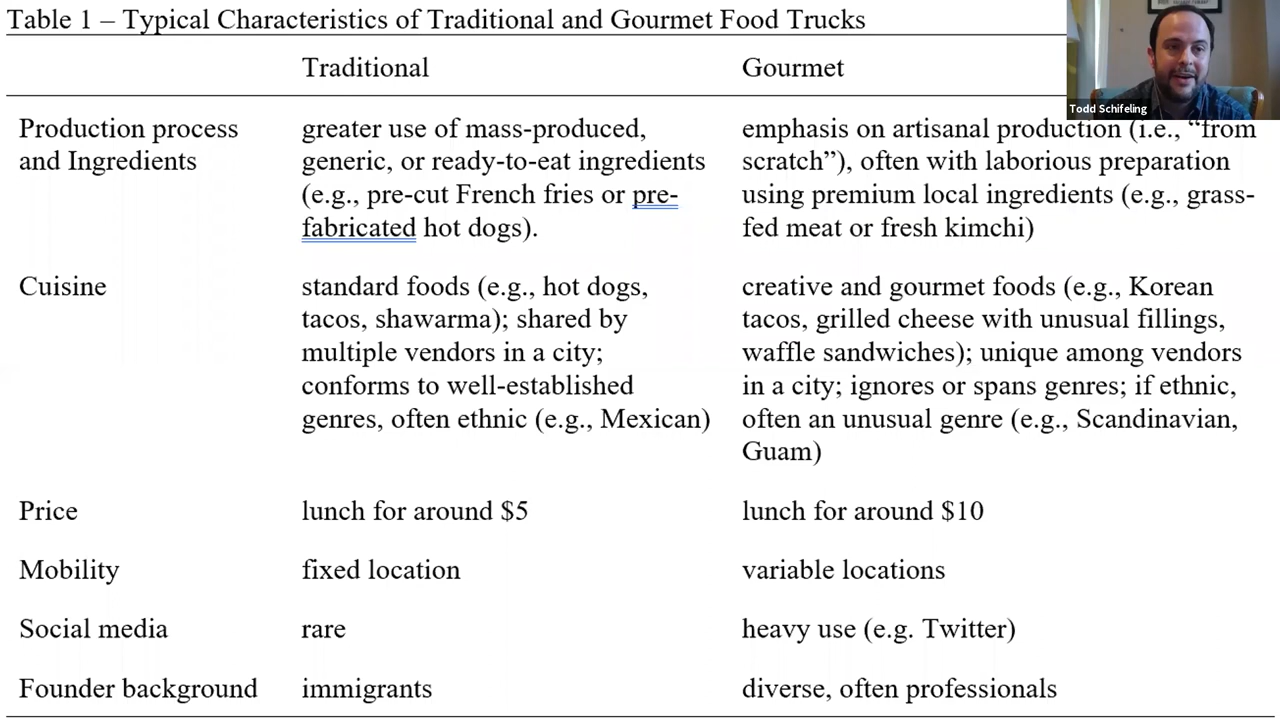 Table 1 – Typical Characteristics of Traditional and Gourmet Food Trucks
Todd Schifeling
Traditional
Gourmet
Production process
and Ingredients
greater use of mass-produced,
generic, or ready-to-eat ingredients
(e.g., pre-cut French fries or pre-
fabricated hot dogs).
emphasis on artisanal production (i.e., “from
scratch”), often with laborious preparation
using premium local ingredients (e.g., grass-
fed meat or fresh kimchi)
Cuisine
standard foods (e.g., hot dogs,
tacos, shawarma); shared by
multiple vendors in a city;
conforms to well-established
genres, often ethnic (e.g., Mexican)
creative and gourmet foods (e.g., Korean
tacos, grilled cheese with unusual fillings,
waffle sandwiches); unique among vendors
in a city; ignores or spans genres; if ethnic,
often an unusual genre (e.g., Scandinavian,
Guam)
Price
lunch for around $5
lunch for around $10
Mobility
fixed location
variable locations
Social media
rare
heavy use (e.g. Twitter)
Founder background
immigrants
diverse, often professionals